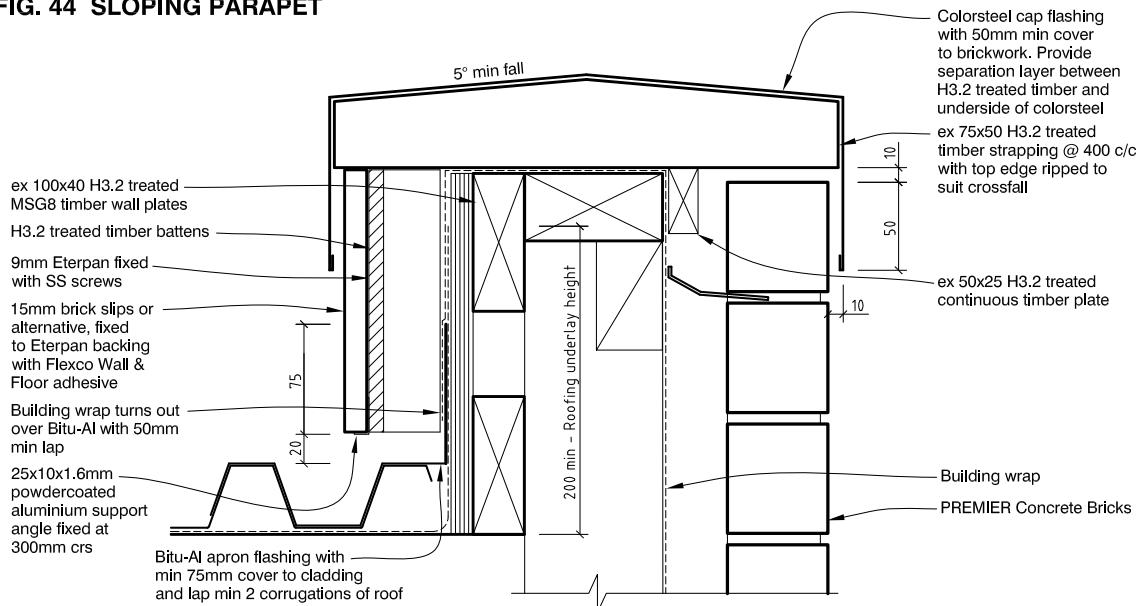 FIG. 44 SLOPING PARAPET
5° min fall
Colorsteel cap flashing
with 50mm min cover
to brickwork. Provide
separation layer between
H3.2 treated timber and
underside of colorsteel
ex 75x50 H3.2 treated
timber strapping @ 400 c/c
with top edge ripped to
suit crossfall
10
50
10
ex 50x25 H3.2 treated
continuous timber plate
Building wrap
PREMIER Concrete Bricks
ex 100x40 H3.2 treated
MSG8 timber wall plates
H3.2 treated timber battens
9mm Eterpan fixed
with SS screws
15mm brick slips or
alternative, fixed
to Eterpan backing
with Flexco Wall &
Floor adhesive
Building wrap turns out
over Bitu-Al with 50mm
min lap
25x10x1.6mm
powdercoated
aluminium support
angle fixed at
300mm crs
75
20
200 min - Roofing underlay height
Bitu-Al apron flashing with
min 75mm cover to cladding
and lap min 2 corrugations of roof